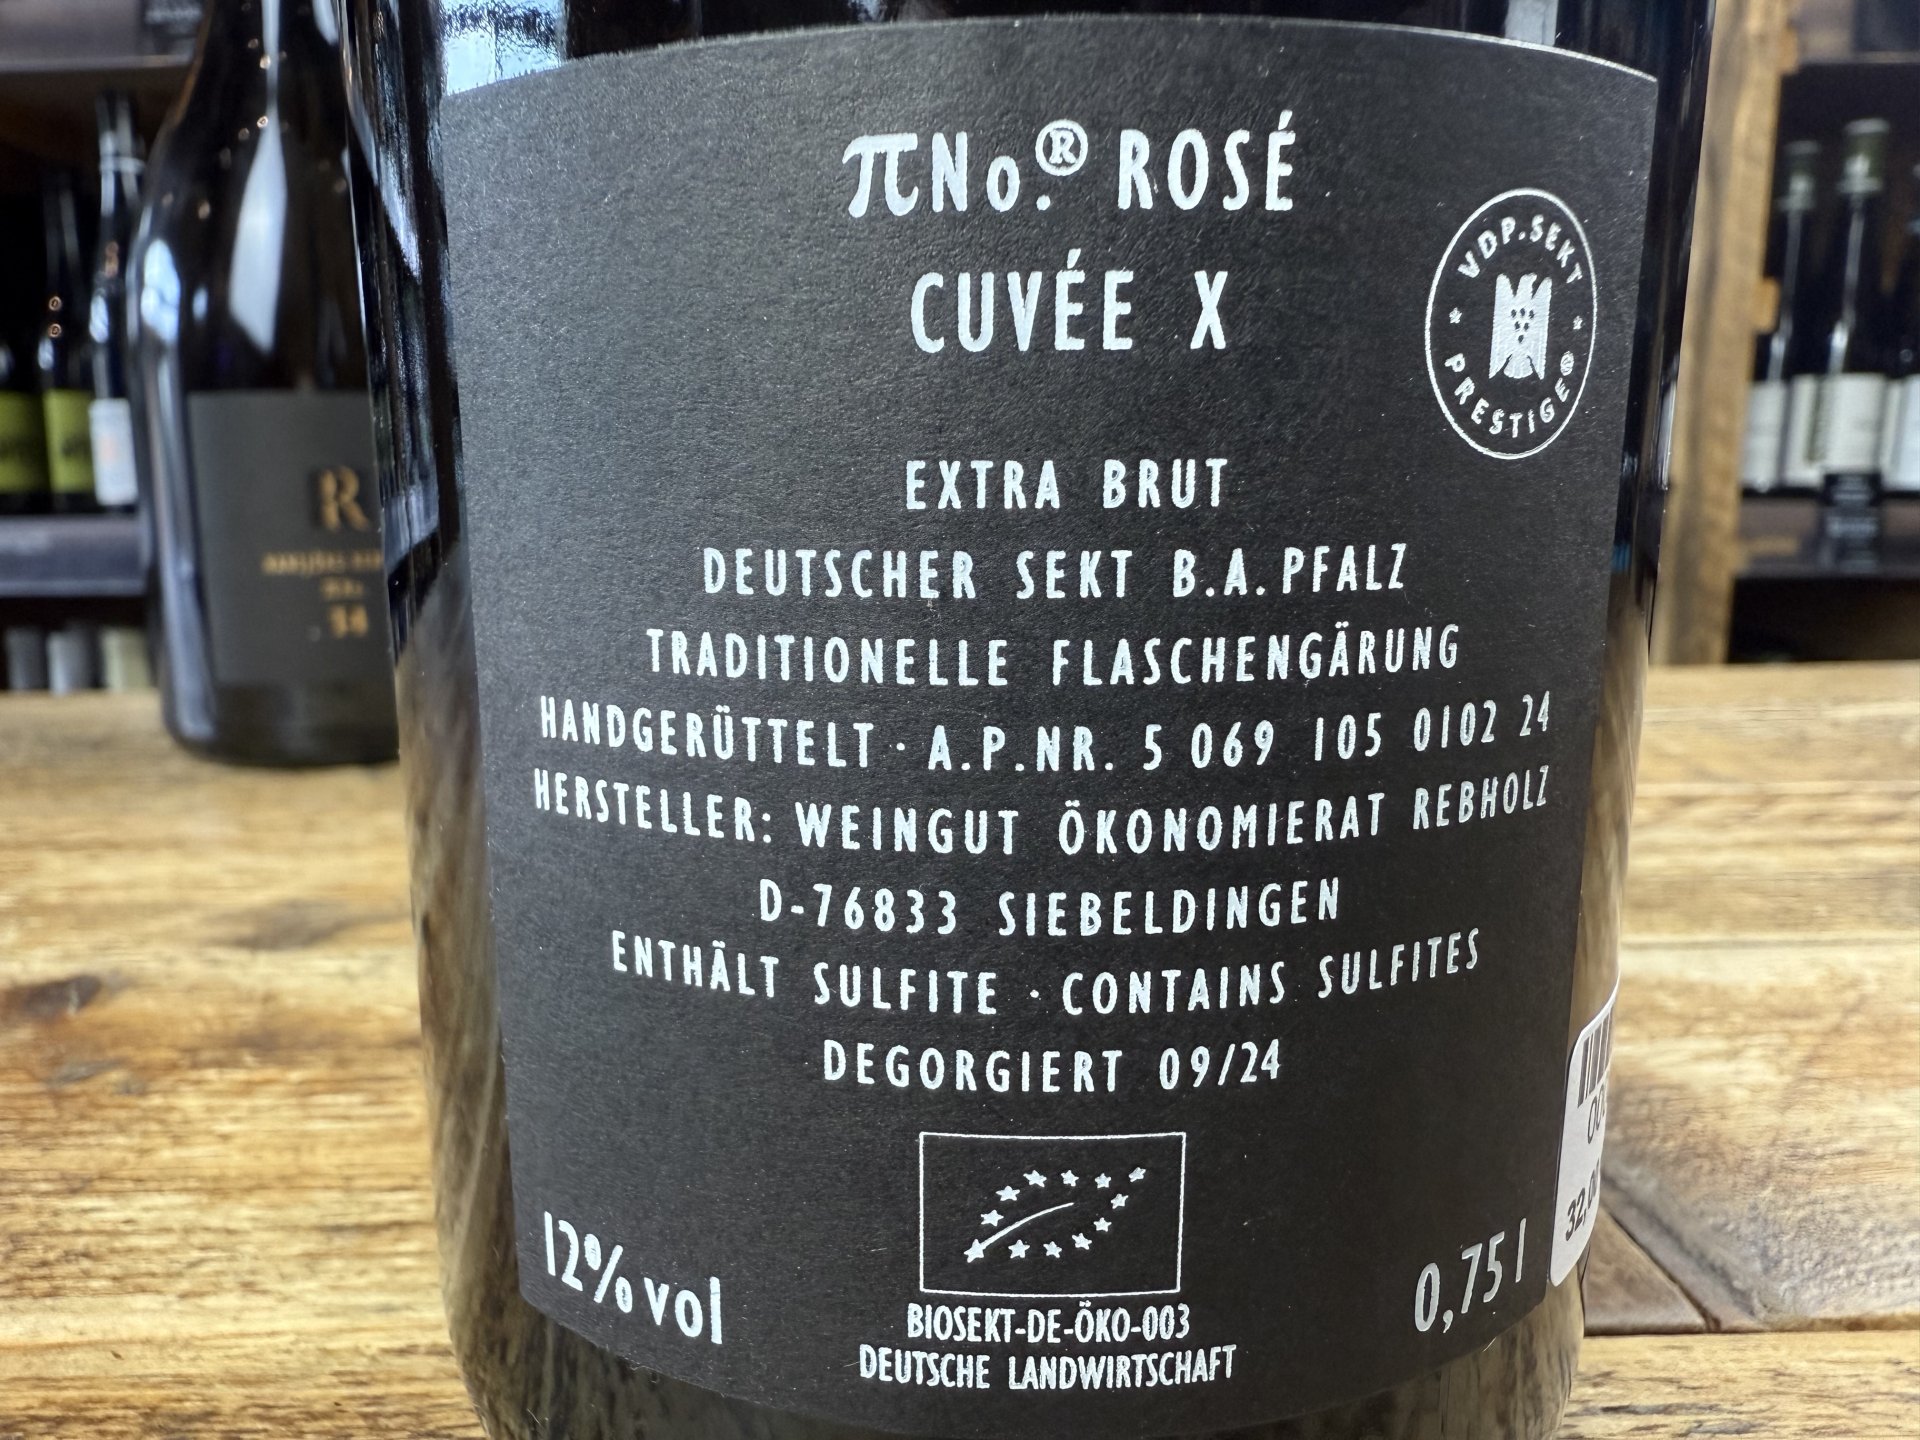 πNo.® ROSÉ
CUVÉE X
VDP.SEKT
PRESTIGE®
EXTRA BRUT
DEUTSCHER SEKT B.A. PFALZ
TRADITIONELLE FLASCHENGÄRUNG
HANDGERÜTTELT · A.P.NR. 5 069 105 0102 24
HERSTELLER: WEINGUT ÖKONOMIERAT REBHOLZ
D-76833 SIEBELDINGEN
ENTHÄLT SULFITE · CONTAINS SULFITES
DEGORGIERT 09/24
12% vol
0,75 l
BIOSEKT-DE-ÖKO-003
DEUTSCHE LANDWIRTSCHAFT
R